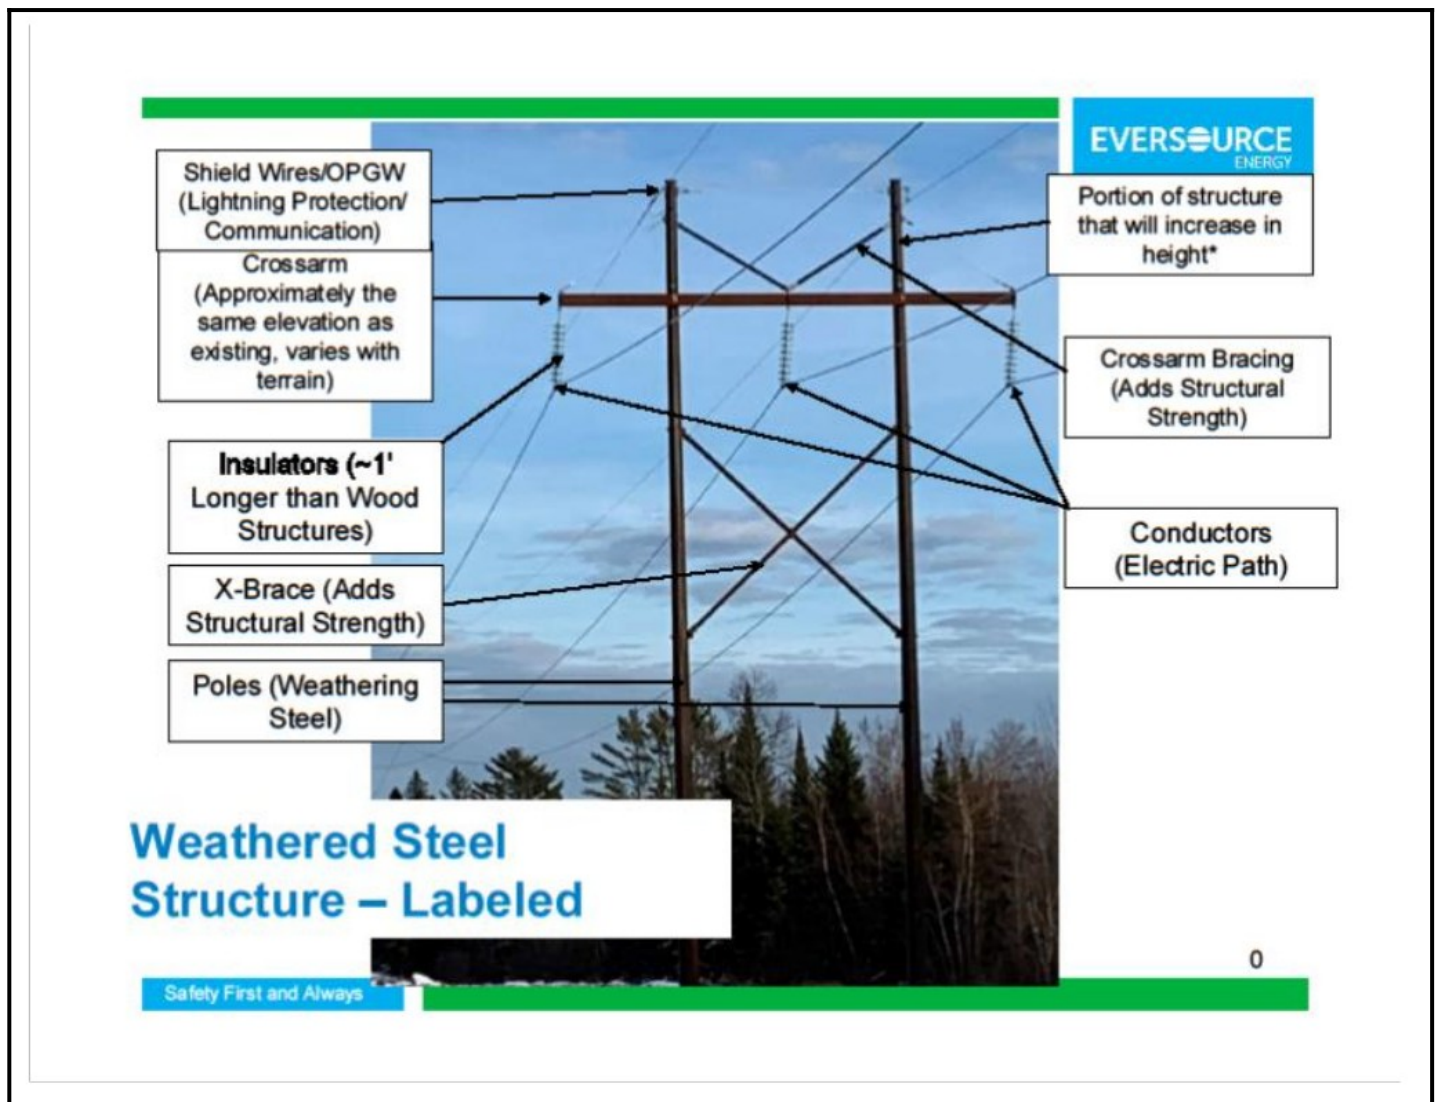 EVERSOURCE
ENERGY
Shield Wires/OPGW
(Lightning Protection/
Communication)
Crossarm
(Approximately the
same elevation as
existing, varies with
terrain)
Insulators (~1'
Longer than Wood
Structures)
X-Brace (Adds
Structural Strength)
Poles (Weathering
Steel)
Portion of structure
that will increase in
height*
Crossarm Bracing
(Adds Structural
Strength)
Conductors
(Electric Path)
Weathered Steel
Structure – Labeled
0
Safety First and Always